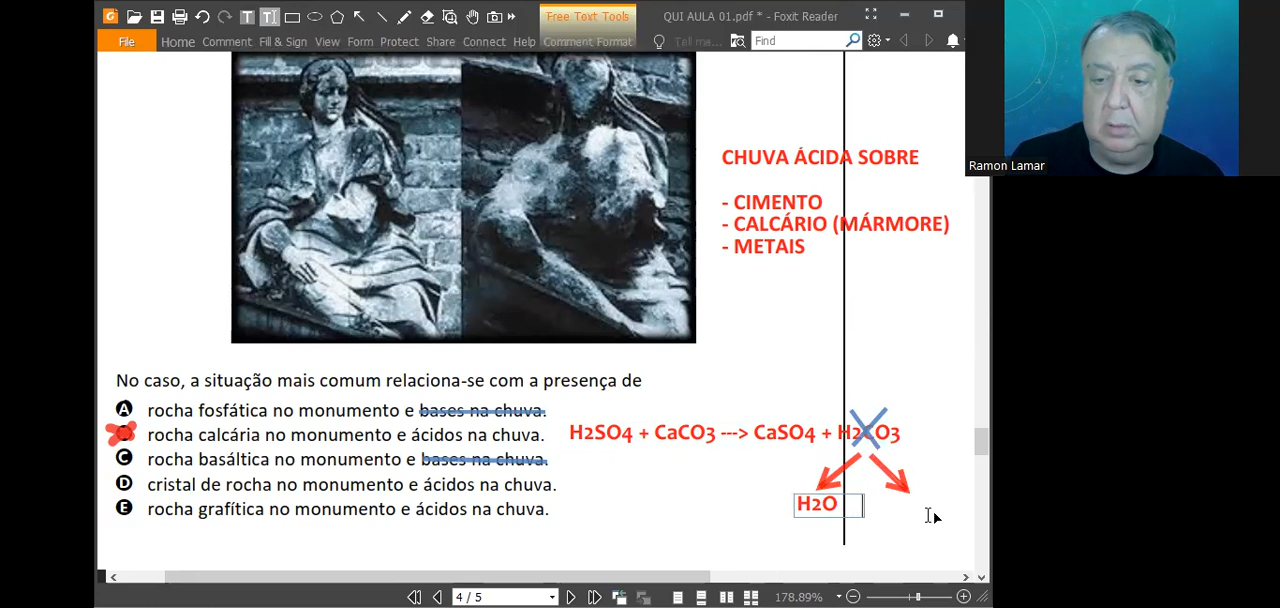 Free Text Tools
QUI AULA 01.pdf * - Foxit Reader
File Home Comment Fill & Sign View Form Protect Share Connect Help Comment Format Tell me... Find
Ramon Lamar
CHUVA ÁCIDA SOBRE
- CIMENTO
- CALCÁRIO (MÁRMORE)
- METAIS
No caso, a situação mais comum relaciona-se com a presença de
A rocha fosfática no monumento e bases na chuva.
rocha calcária no monumento e ácidos na chuva.
H2SO4 + CaCO3 ---> CaSO4 + H2CO3
C rocha basáltica no monumento e bases na chuva.
D cristal de rocha no monumento e ácidos na chuva.
E rocha grafítica no monumento e ácidos na chuva.
H2O
4 / 5
178.89%